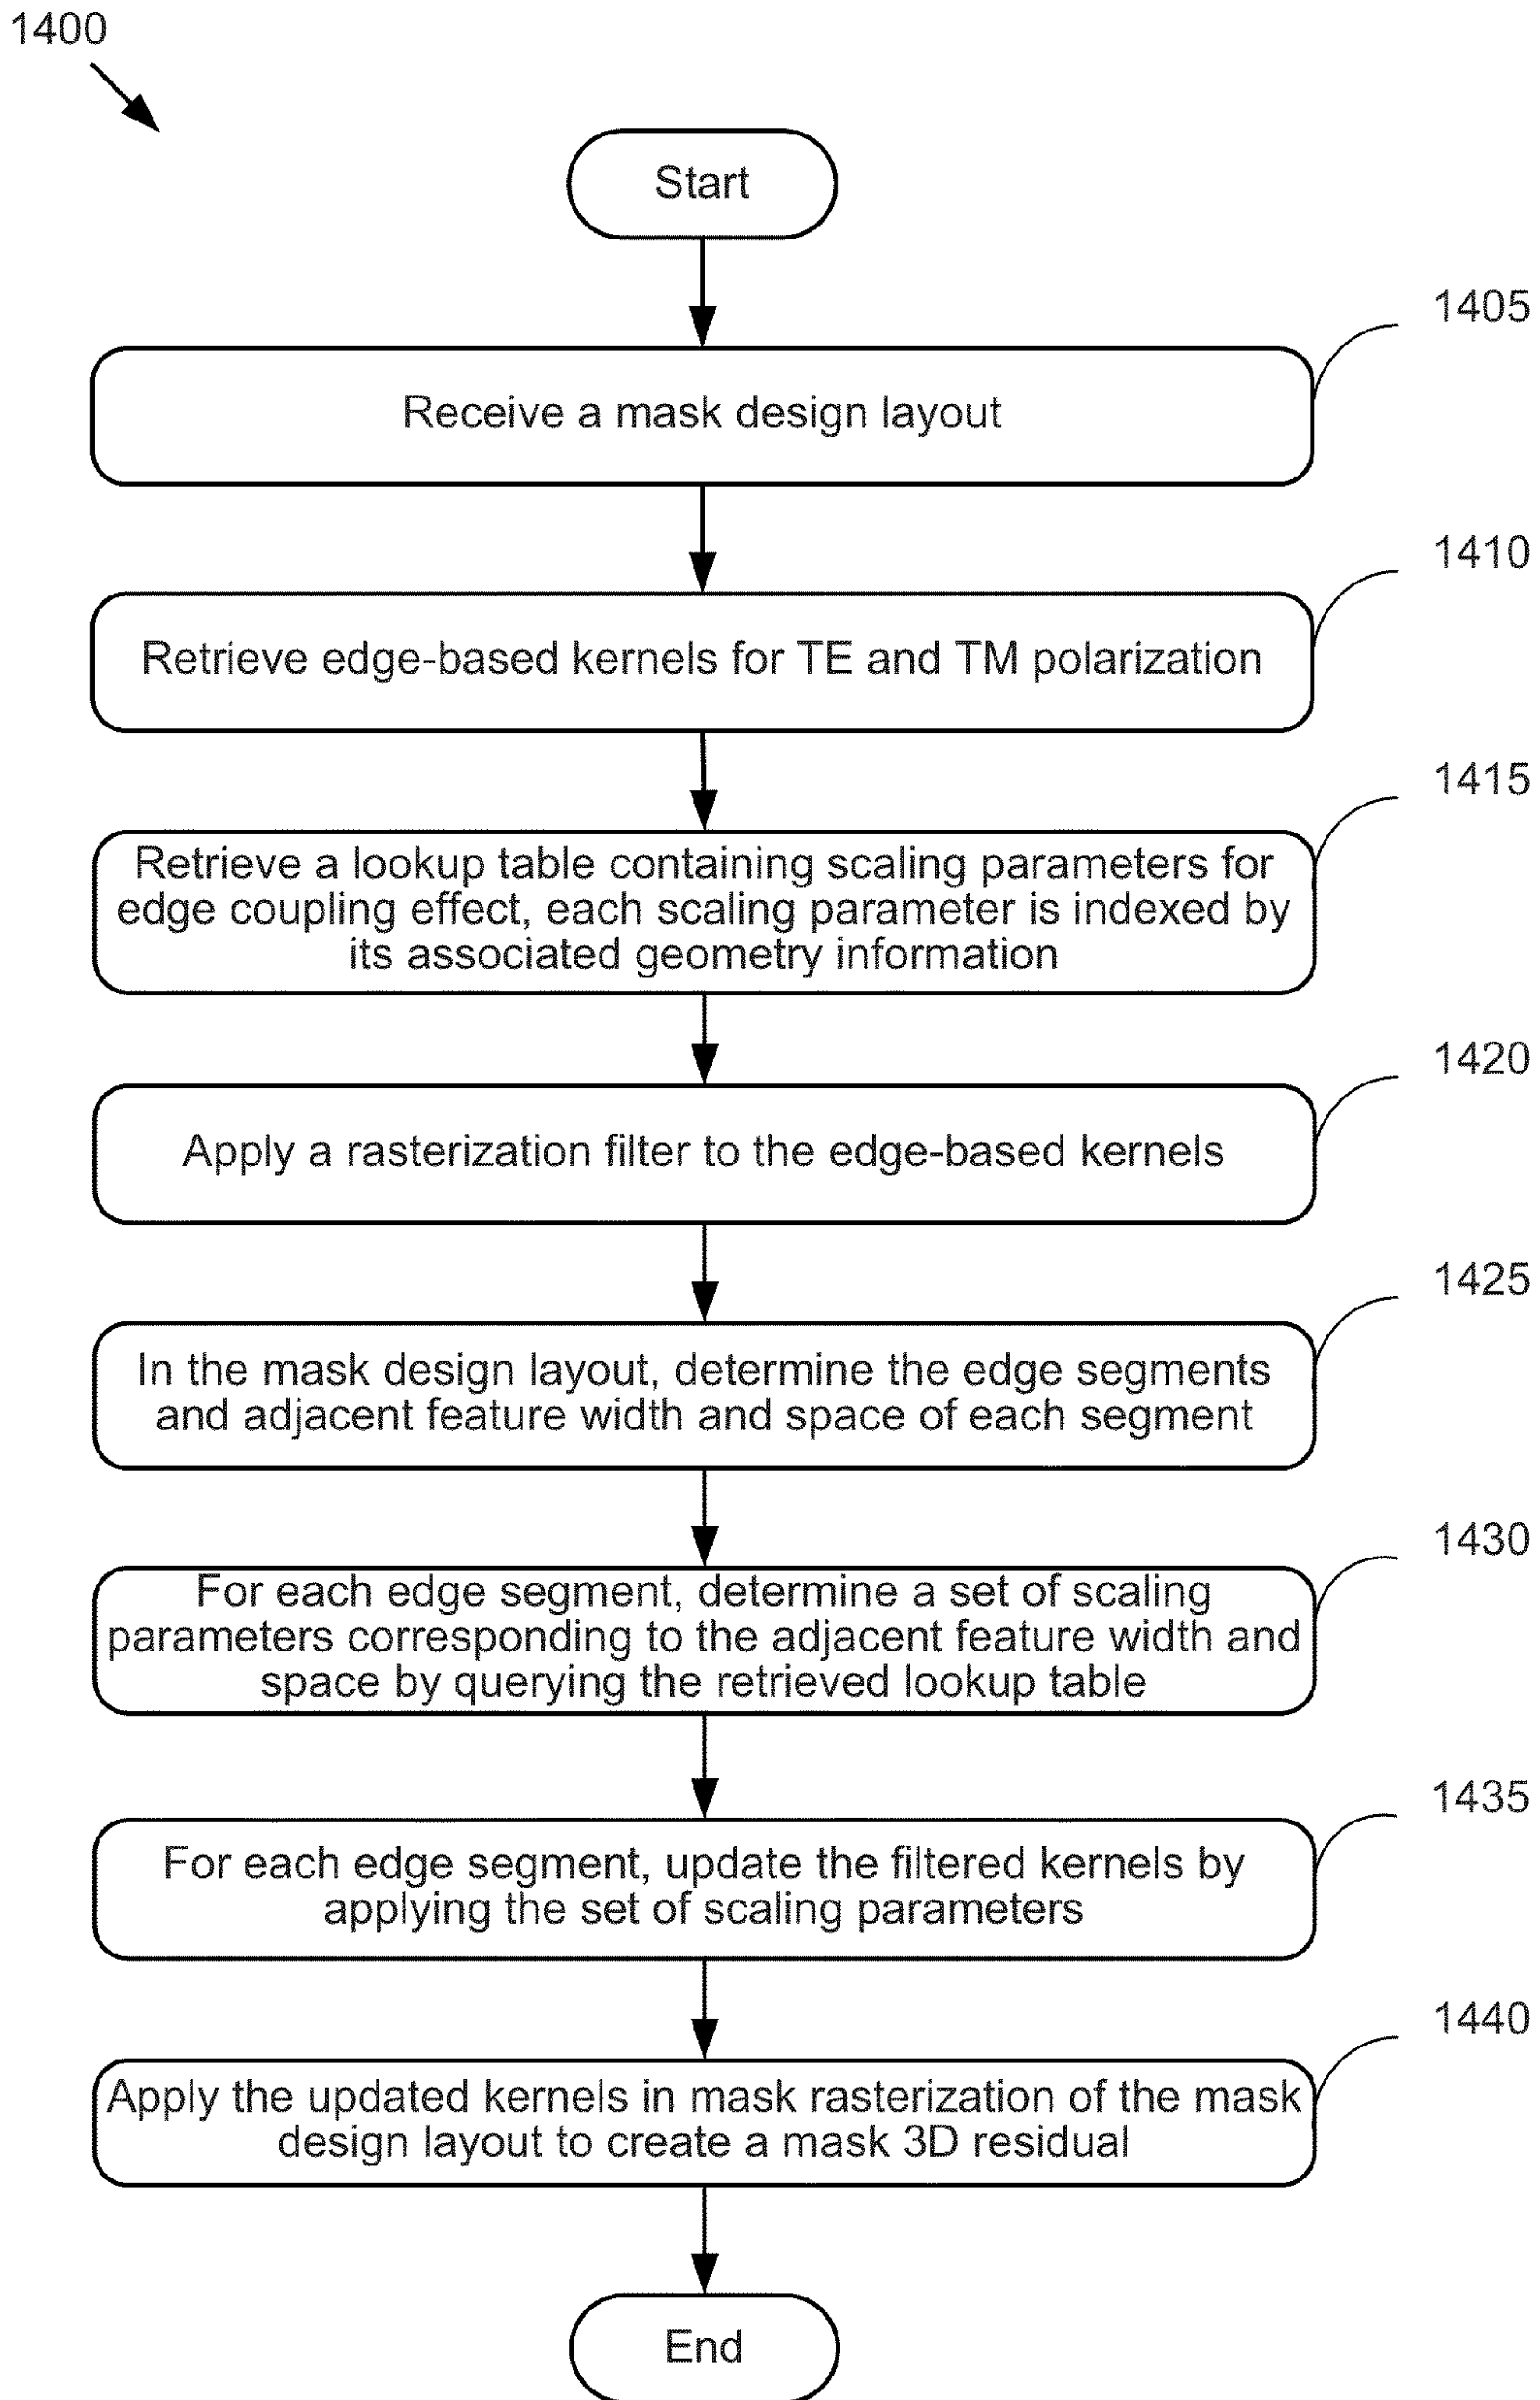 1400
Start
1405
Receive a mask design layout
1410
Retrieve edge-based kernels for TE and TM polarization
1415
Retrieve a lookup table containing scaling parameters for
edge coupling effect, each scaling parameter is indexed by
its associated geometry information
1420
Apply a rasterization filter to the edge-based kernels
1425
In the mask design layout, determine the edge segments
and adjacent feature width and space of each segment
1430
For each edge segment, determine a set of scaling
parameters corresponding to the adjacent feature width and
space by querying the retrieved lookup table
1435
For each edge segment, update the filtered kernels by
applying the set of scaling parameters
1440
Apply the updated kernels in mask rasterization of the mask
design layout to create a mask 3D residual
End